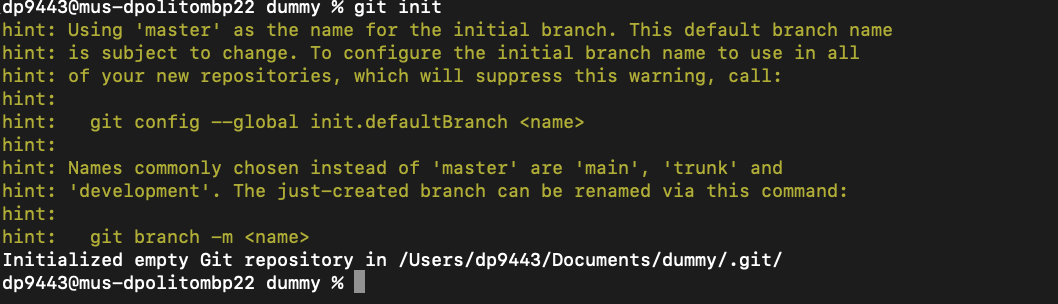 dp9443@mus-dpolitombp22 dummy % git init
hint: Using 'master' as the name for the initial branch. This default branch name
hint: is subject to change. To configure the initial branch name to use in all
hint: of your new repositories, which will suppress this warning, call:
hint:
hint:   git config --global init.defaultBranch <name>
hint:
hint: Names commonly chosen instead of 'master' are 'main', 'trunk' and
hint: 'development'. The just-created branch can be renamed via this command:
hint:
hint:   git branch -m <name>
Initialized empty Git repository in /Users/dp9443/Documents/dummy/.git/
dp9443@mus-dpolitombp22 dummy %